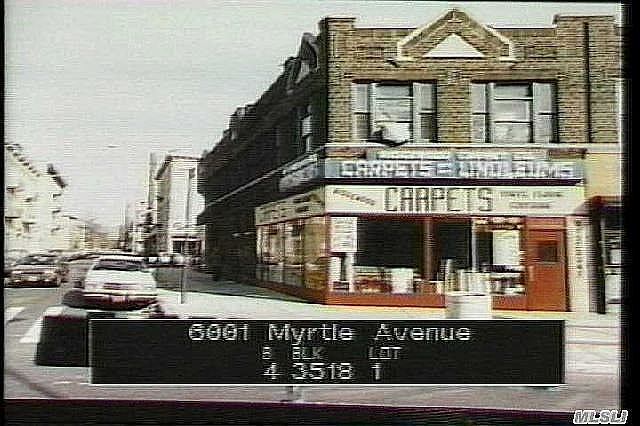 CARPETS & LINOLEUMS
CARPETS
6001 Myrtle Avenue
B BLK LOT
4 3518 1
MLSLI